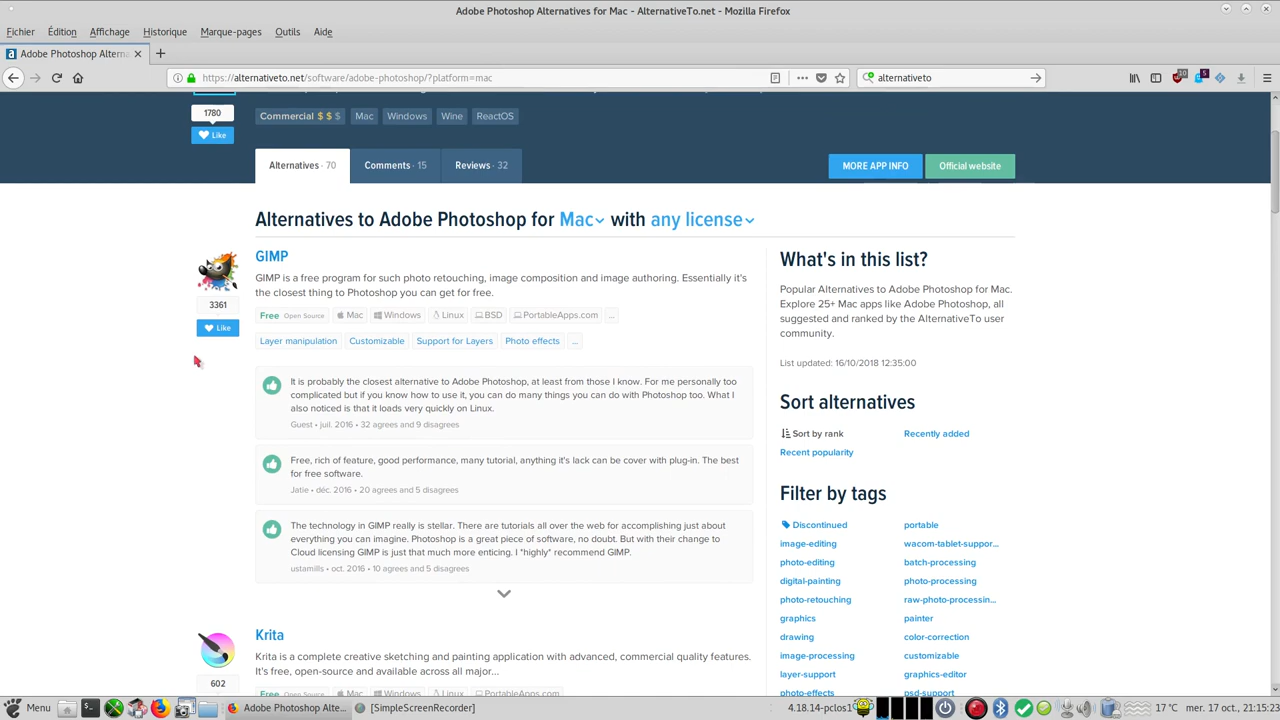 Adobe Photoshop Alternatives for Mac - AlternativeTo.net - Mozilla Firefox
Fichier Édition Affichage Historique Marque-pages Outils Aide
Adobe Photoshop Alterna
https://alternativeto.net/software/adobe-photoshop/?platform=mac
alternativeto
1780
Like
Commercial $ $ $ Mac Windows Wine ReactOS
Alternatives · 70 Comments · 15 Reviews · 32 MORE APP INFO Official website
Alternatives to Adobe Photoshop for Mac with any license
GIMP
GIMP is a free program for such photo retouching, image composition and image authoring. Essentially it's
the closest thing to Photoshop you can get for free.
3361
Like
Free Open Source Mac Windows Linux BSD PortableApps.com ...
Layer manipulation Customizable Support for Layers Photo effects ...
It is probably the closest alternative to Adobe Photoshop, at least from those I know. For me personally too
complicated but if you know how to use it, you can do many things you can do with Photoshop too. What I
also noticed is that it loads very quickly on Linux.
Guest • juil. 2016 • 32 agrees and 9 disagrees
Free, rich of feature, good performance, many tutorial, anything it's lack can be cover with plug-in. The best
for free software.
Jatie • déc. 2016 • 20 agrees and 5 disagrees
The technology in GIMP really is stellar. There are tutorials all over the web for accomplishing just about
everything you can imagine. Photoshop is a great piece of software, no doubt. But with their change to
Cloud licensing GIMP is just that much more enticing. I *highly* recommend GIMP.
ustamills • oct. 2016 • 10 agrees and 5 disagrees
Krita
Krita is a complete creative sketching and painting application with advanced, commercial quality features.
It's free, open-source and available across all major...
602
Free Open Source Mac Windows Linux PortableApps.com
What's in this list?
Popular Alternatives to Adobe Photoshop for Mac.
Explore 25+ Mac apps like Adobe Photoshop, all
suggested and ranked by the AlternativeTo user
community.
List updated: 16/10/2018 12:35:00
Sort alternatives
Sort by rank Recently added
Recent popularity
Filter by tags
Discontinued portable
image-editing wacom-tablet-suppor...
photo-editing batch-processing
digital-painting photo-processing
photo-retouching raw-photo-processin...
graphics painter
drawing color-correction
image-processing customizable
layer-support graphics-editor
photo-effects psd-support
Menu Adobe Photoshop Alte... [SimpleScreenRecorder] 4.18.14-pclos1 17 °C mer. 17 oct., 21:15:23